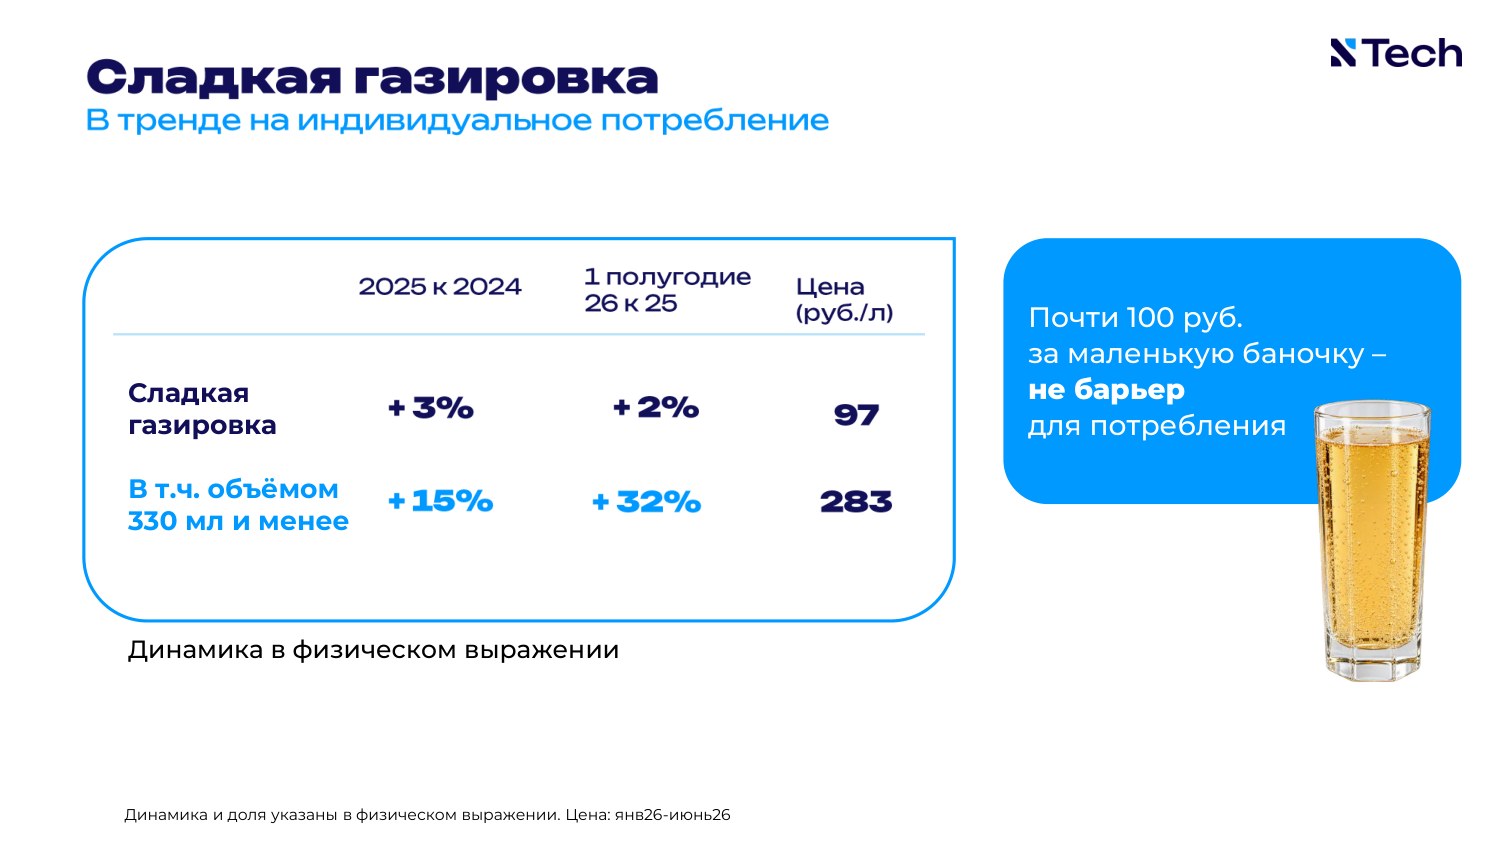 Tech
Сладкая газировка
В тренде на индивидуальное потребление
2025 к 2024
1 полугодие
26 к 25
Цена
(руб./л)
Сладкая
газировка
+ 3%
+ 2%
97
В т.ч. объёмом
330 мл и менее
+ 15%
+ 32%
283
Почти 100 руб.
за маленькую баночку –
не барьер
для потребления
Динамика в физическом выражении
Динамика и доля указаны в физическом выражении. Цена: янв26-июнь26